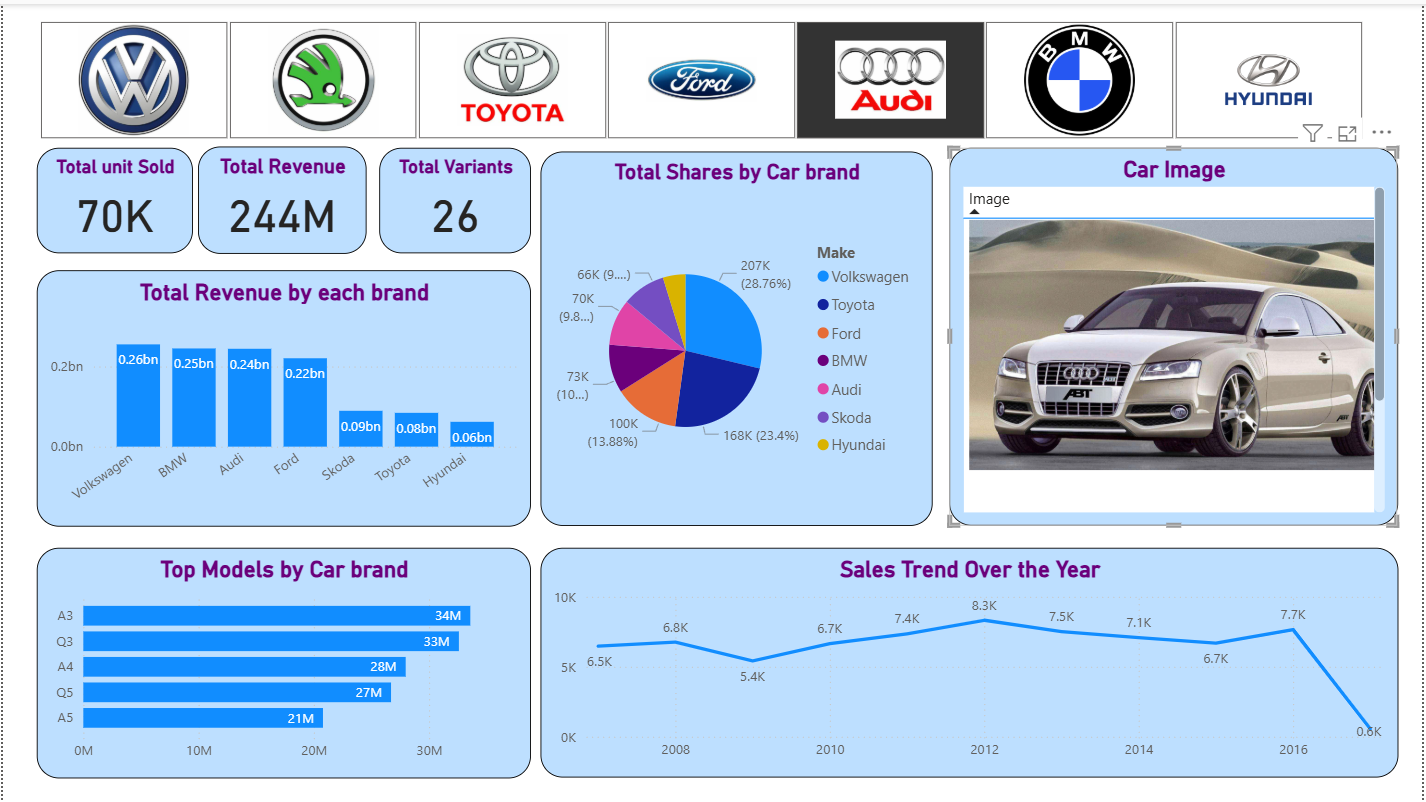 TOYOTA
Ford
Audi
BMW
HYUNDAI
Total unit Sold
70K
Total Revenue
244M
Total Variants
26
Total Revenue by each brand
0.2bn
0.0bn
0.26bn
0.25bn
0.24bn
0.22bn
0.09bn
0.08bn
0.06bn
Volkswagen
BMW
Audi
Ford
Skoda
Toyota
Hyundai
Total Shares by Car brand
207K
(28.76%)
168K (23.4%)
100K
(13.88%)
73K
(10...)
70K
(9.8...)
66K (9....)
Make
Volkswagen
Toyota
Ford
BMW
Audi
Skoda
Hyundai
Car Image
Image
ABT
Top Models by Car brand
A3 34M
Q3 33M
A4 28M
Q5 27M
A5 21M
0M 10M 20M 30M
Sales Trend Over the Year
10K
5K
0K
6.5K
6.8K
5.4K
6.7K
7.4K
8.3K
7.5K
7.1K
6.7K
7.7K
0.6K
2008 2010 2012 2014 2016